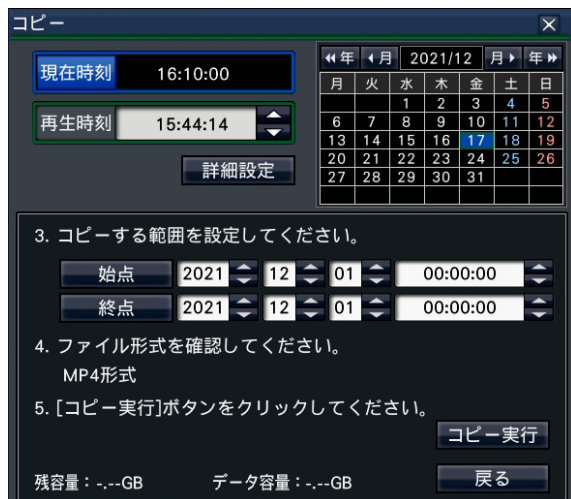 コピー
現在時刻 16:10:00
再生時刻 15:44:14
詳細設定
年 月 2021/12 月 年
月 火 水 木 金 土 日
1 2 3 4 5
6 7 8 9 10 11 12
13 14 15 16 17 18 19
20 21 22 23 24 25 26
27 28 29 30 31
3. コピーする範囲を設定してください。
始点 2021 12 01 00:00:00
終点 2021 12 01 00:00:00
4. ファイル形式を確認してください。
MP4形式
5. [コピー実行]ボタンをクリックしてください。
コピー実行
残容量：-.--GB データ容量：-.--GB 戻る